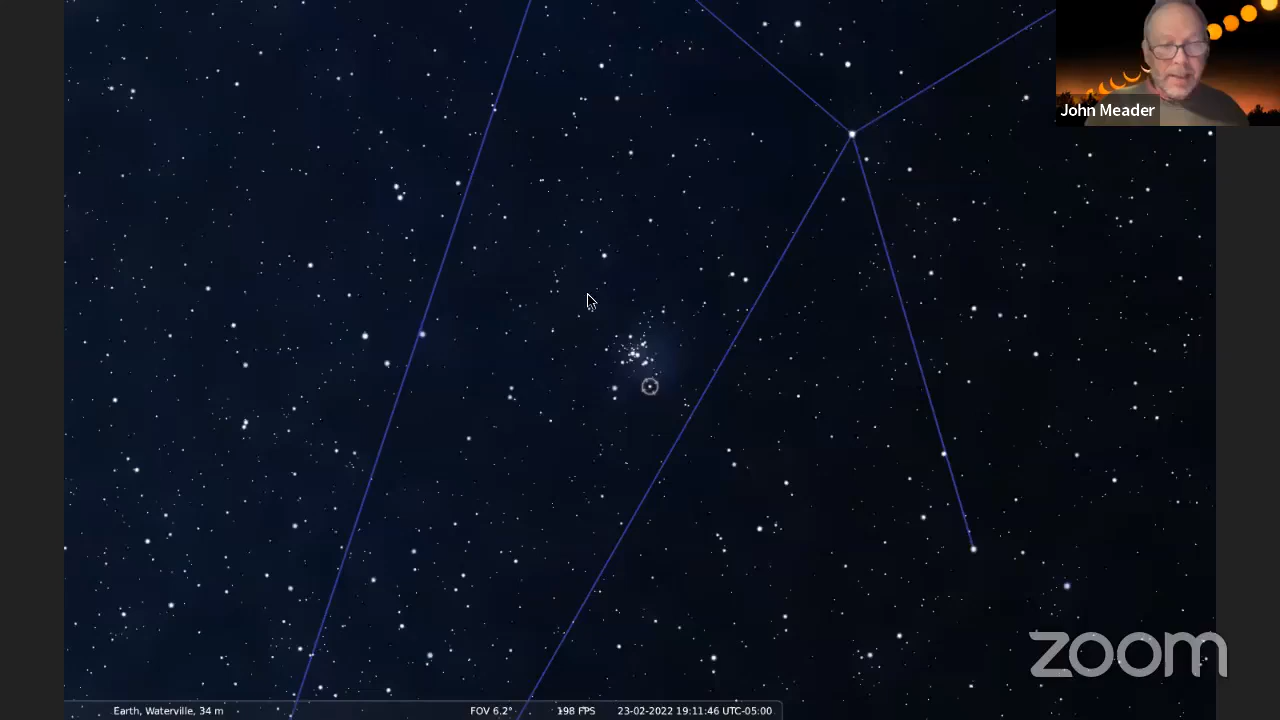 John Meader
zoom
Earth, Waterville, 34 m FOV 6.2° 198 FPS 23-02-2022 19:11:46 UTC-05:00